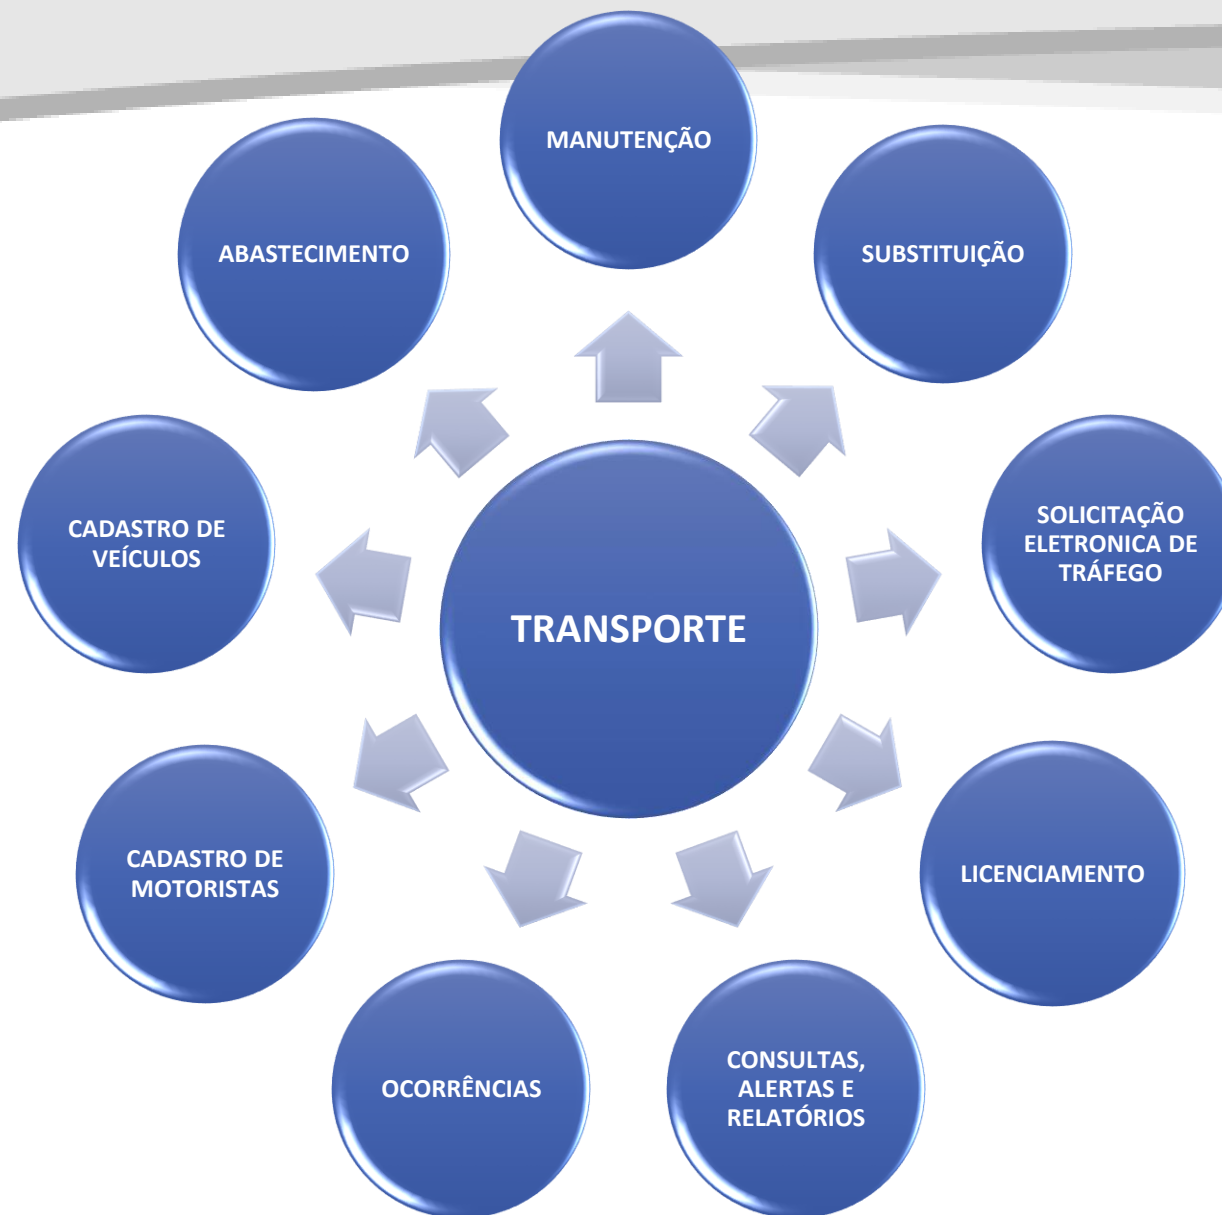 MANUTENÇÃO
SUBSTITUIÇÃO
ABASTECIMENTO
SOLICITAÇÃO
ELETRONICA DE
TRÁFEGO
CADASTRO DE
VEÍCULOS
TRANSPORTE
CADASTRO DE
MOTORISTAS
LICENCIAMENTO
OCORRÊNCIAS
CONSULTAS,
ALERTAS E
RELATÓRIOS